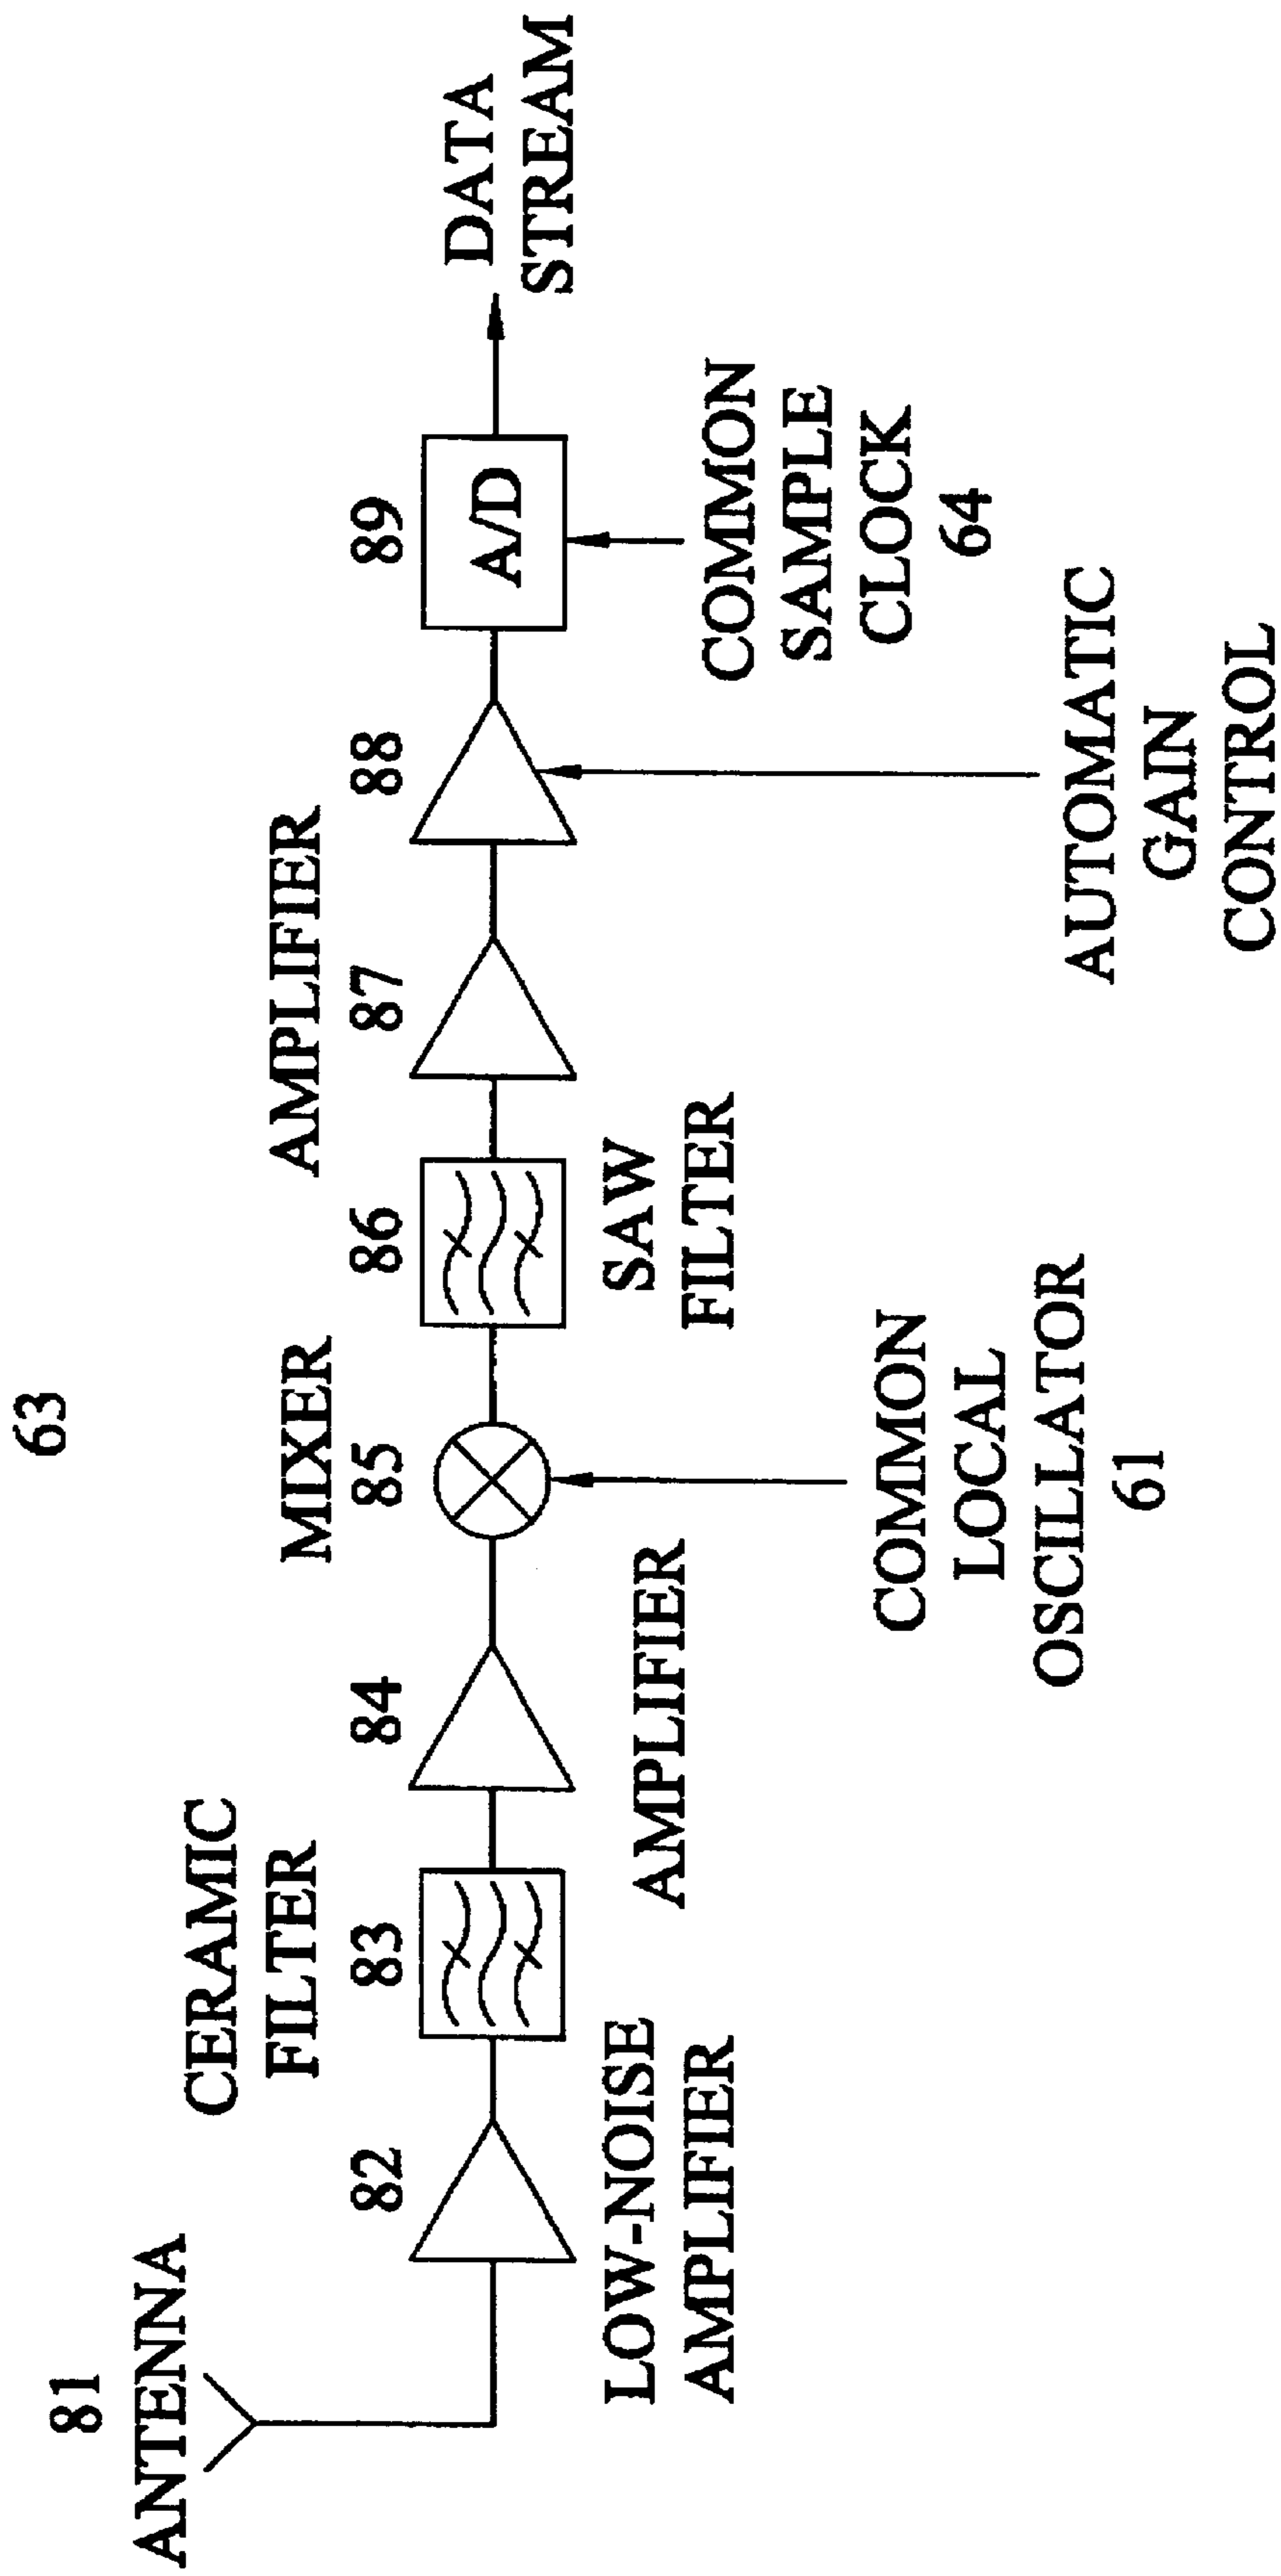 63
81
ANTENNA
82
LOW-NOISE
AMPLIFIER
CERAMIC
FILTER
83
84
AMPLIFIER
MIXER
85
COMMON
LOCAL
OSCILLATOR
61
86
SAW
FILTER
AMPLIFIER
87
88
AUTOMATIC
GAIN
CONTROL
89
A/D
COMMON
SAMPLE
CLOCK
64
DATA
STREAM